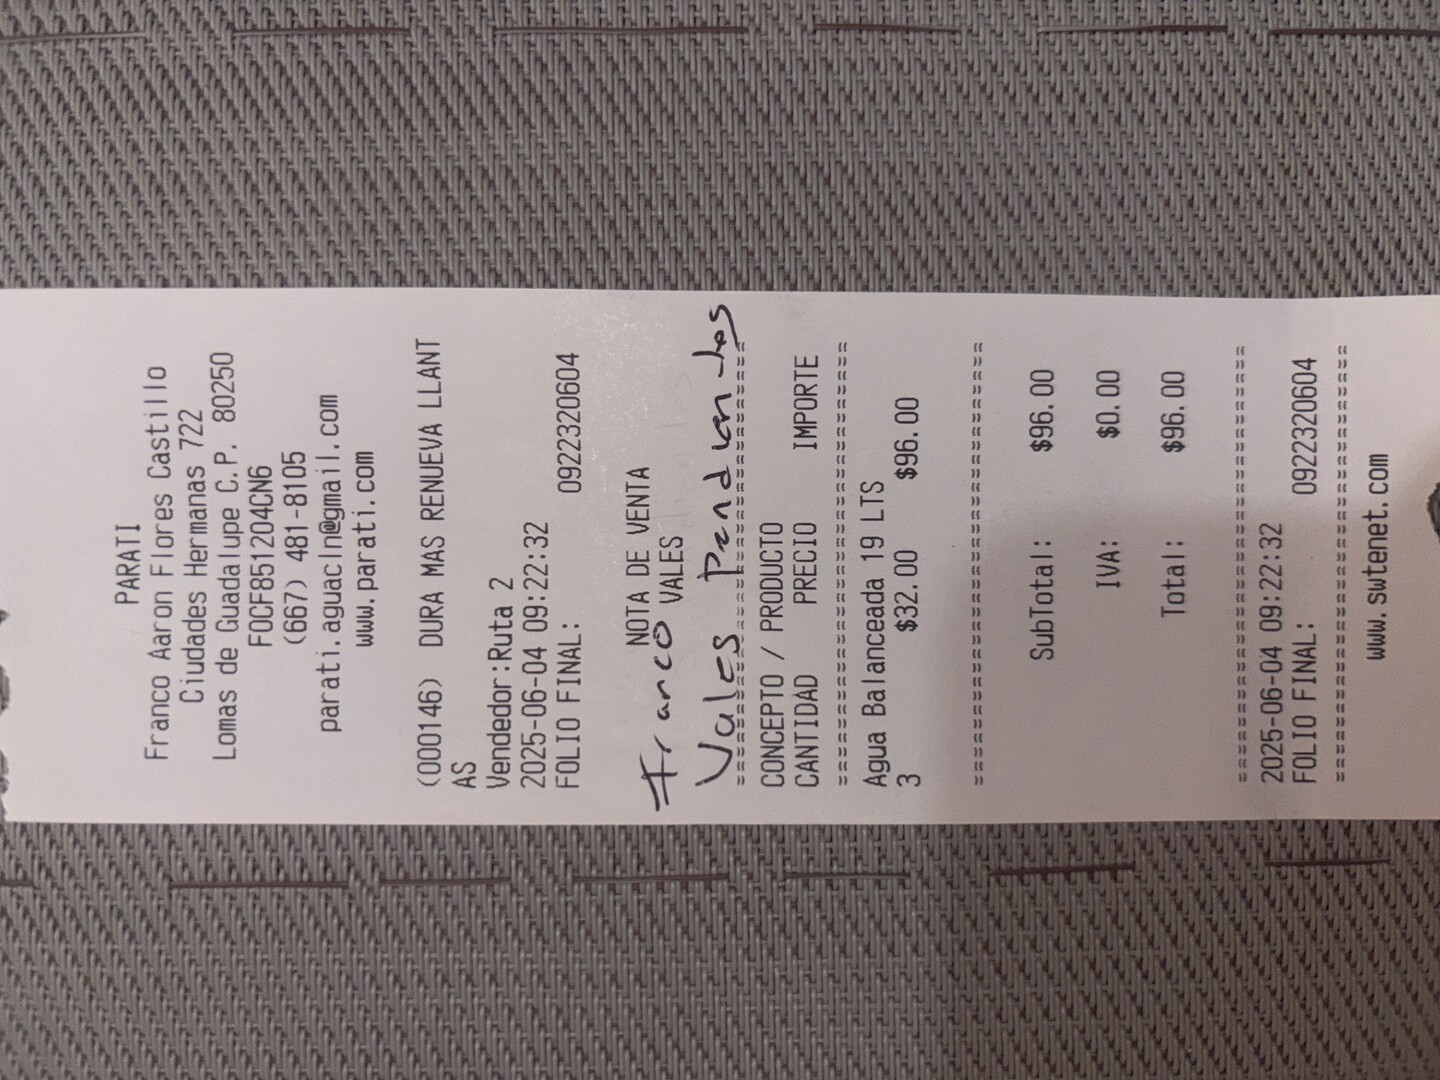 PARATI
Franco Aaron Flores Castillo
Ciudades Hermanas 722
Lomas de Guadalupe C.P. 80250
FOCF851204CN6
(667) 481-8105
parati.aguacln@gmail.com
www.parati.com
(000146) DURA MAS RENUEVA LLANT
AS
Vendedor:Ruta 2
2025-06-04 09:22:32
FOLIO FINAL: 0922320604
NOTA DE VENTA
Franco VALES
Vales Pendientes
===============================
CONCEPTO / PRODUCTO
CANTIDAD PRECIO IMPORTE
===============================
Agua Balanceada 19 LTS
3 $32.00 $96.00
===============================
SubTotal: $96.00
IVA: $0.00
Total: $96.00
===============================
2025-06-04 09:22:32
FOLIO FINAL: 0922320604
===============================
www.swtenet.com